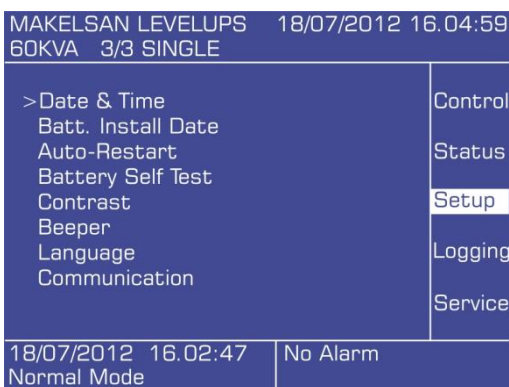 MAKELSAN LEVELUPS 18/07/2012 16.04:59
60KVA 3/3 SINGLE
>Date & Time
Batt. Install Date
Auto-Restart
Battery Self Test
Contrast
Beeper
Language
Communication
Control
Status
Setup
Logging
Service
18/07/2012 16.02:47 No Alarm
Normal Mode